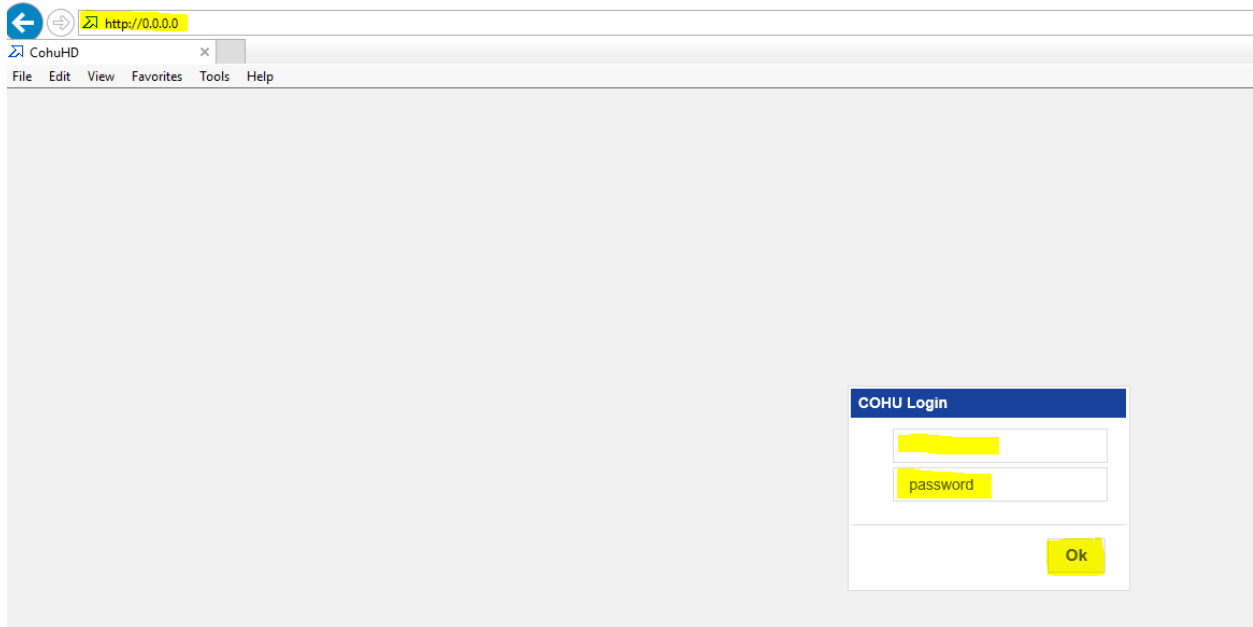 http://0.0.0.0
CohuHD
File Edit View Favorites Tools Help
COHU Login
password
Ok